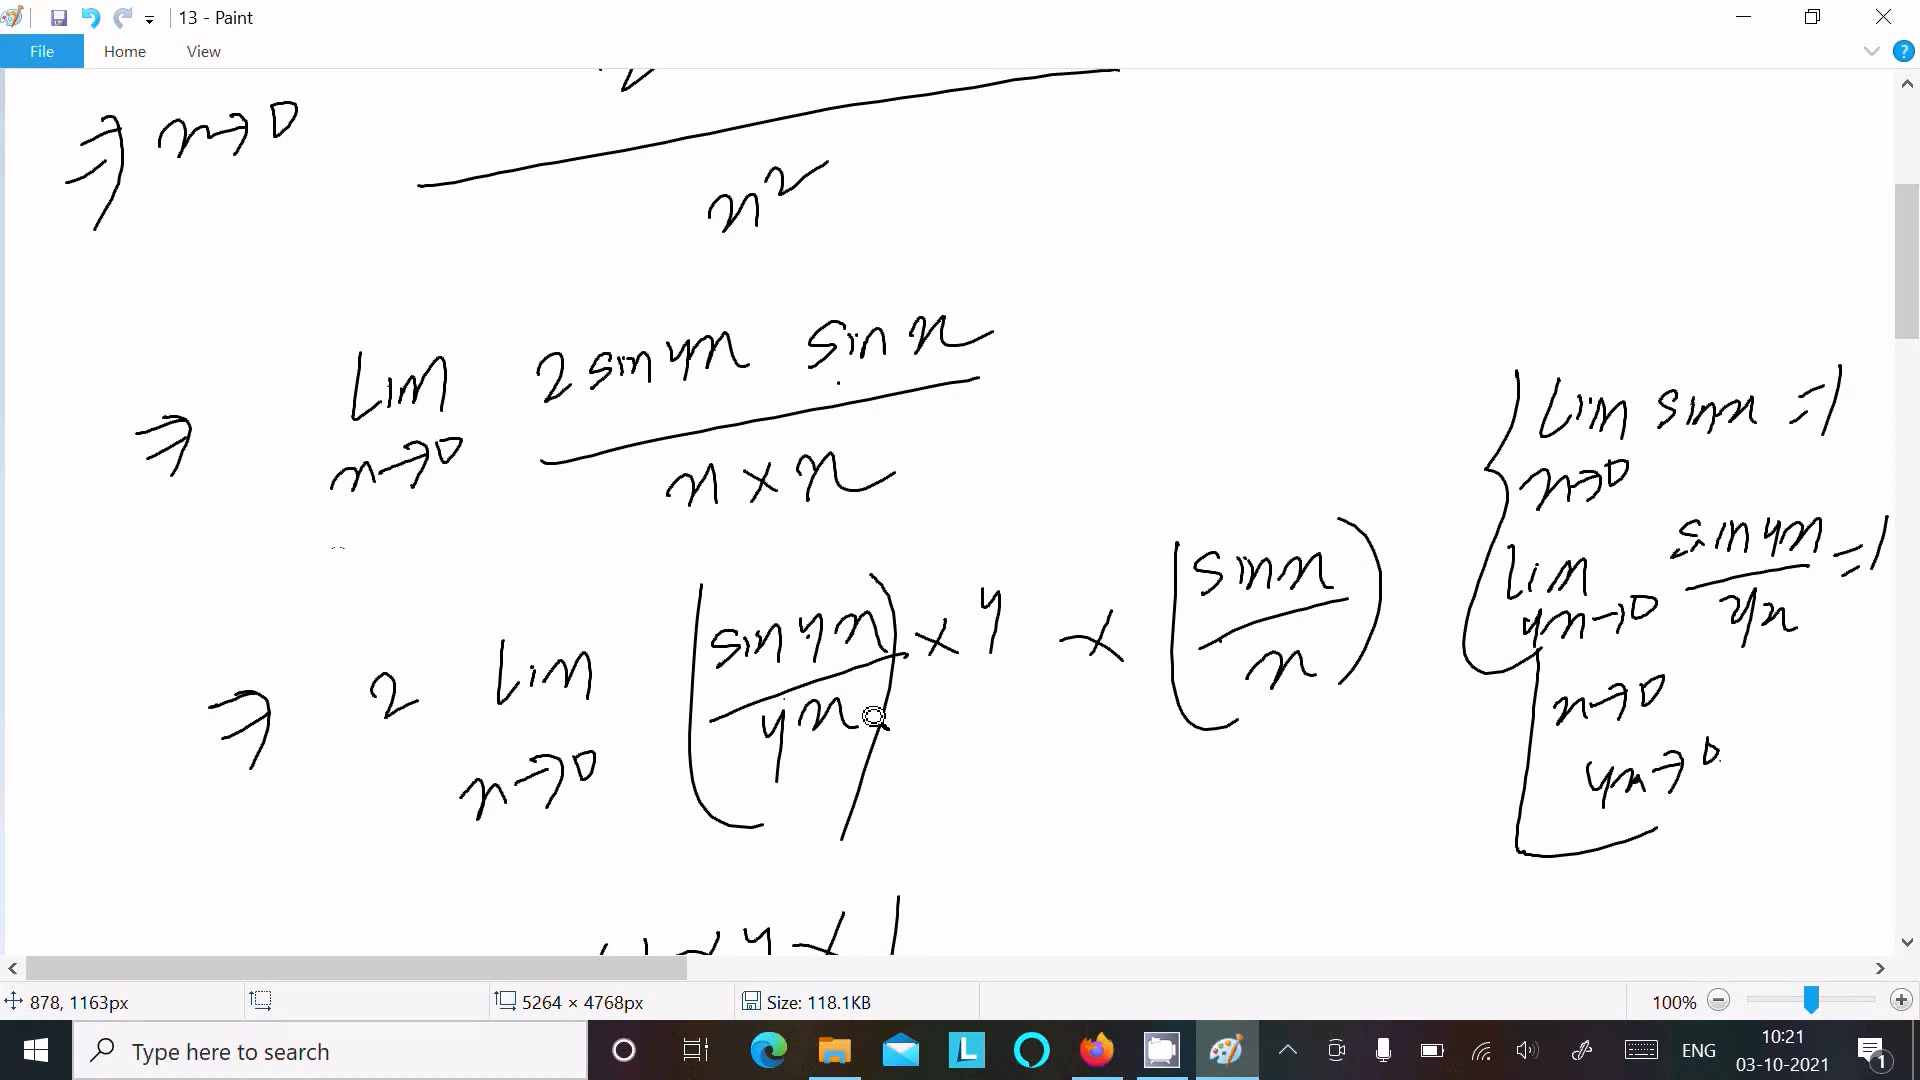 13 - Paint
File Home View
2
⇒ x→0
x²
Lim 2 sin 4x sin x
⇒ x→0 x × x
⇒ 2 Lim (sin 4x / 4x) × 4 × (sin x / x)
x→0
Lim sin x = 1
x→0
Lim sin 4x / 4x = 1
4x→0
x→0
4x→0
878, 1163px 5264 × 4768px Size: 118.1KB 100%
Type here to search ENG 10:21
03-10-2021
1